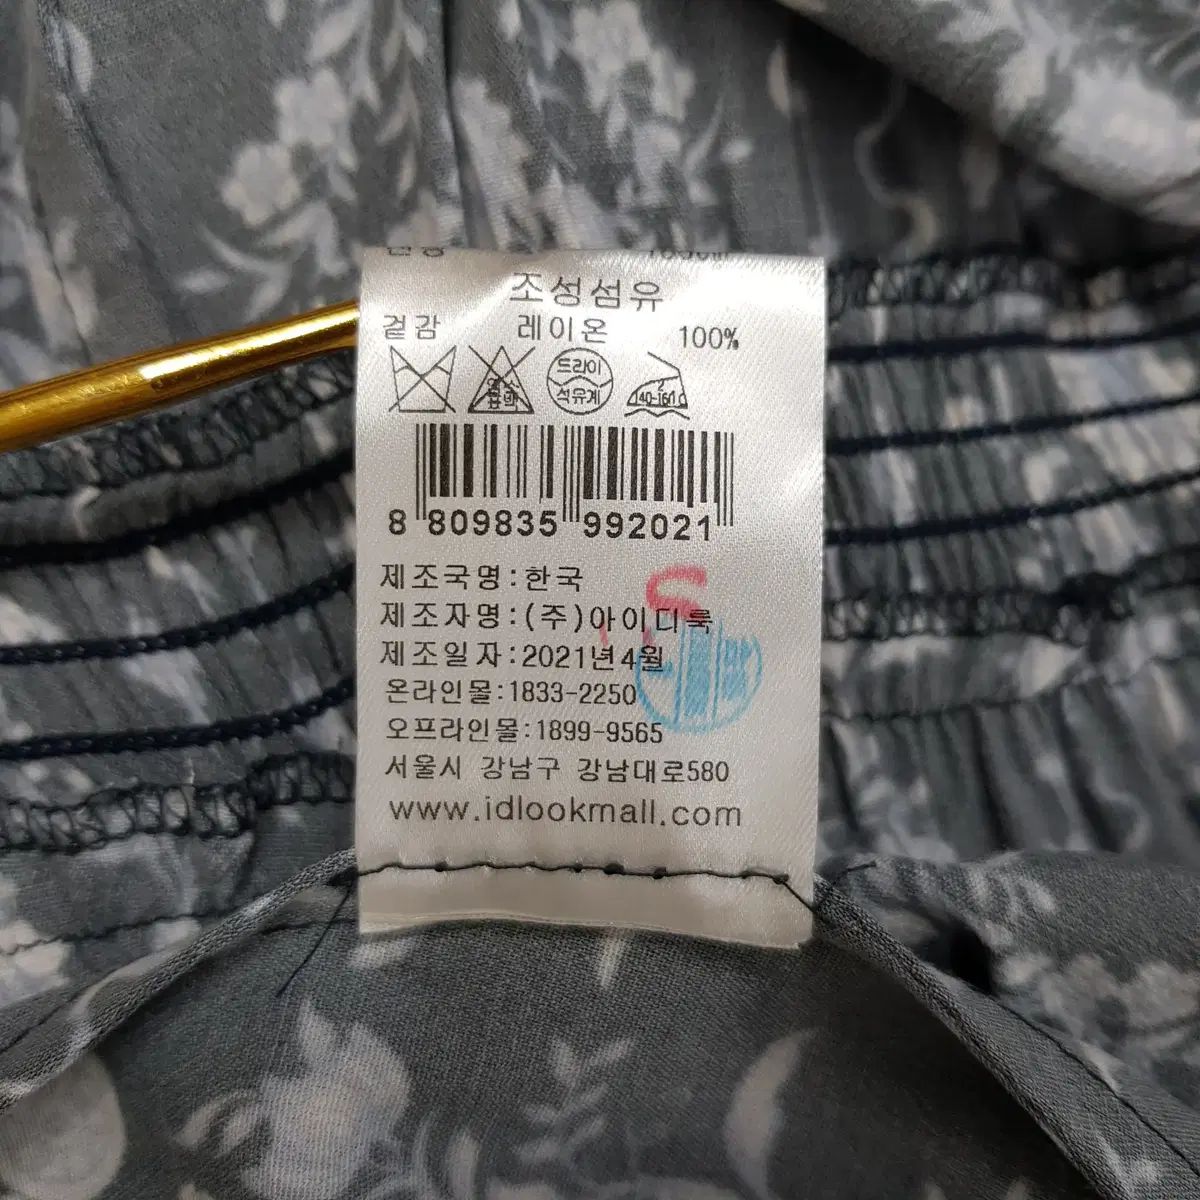 조성섬유
겉감 레이온 100%
드라이
석유계
140-160℃
8 809835 992021
제조국명:한국
제조자명:(주)아이디룩
제조일자:2021년4월
온라인몰:1833-2250
오프라인몰:1899-9565
서울시 강남구 강남대로580
www.idlookmall.com